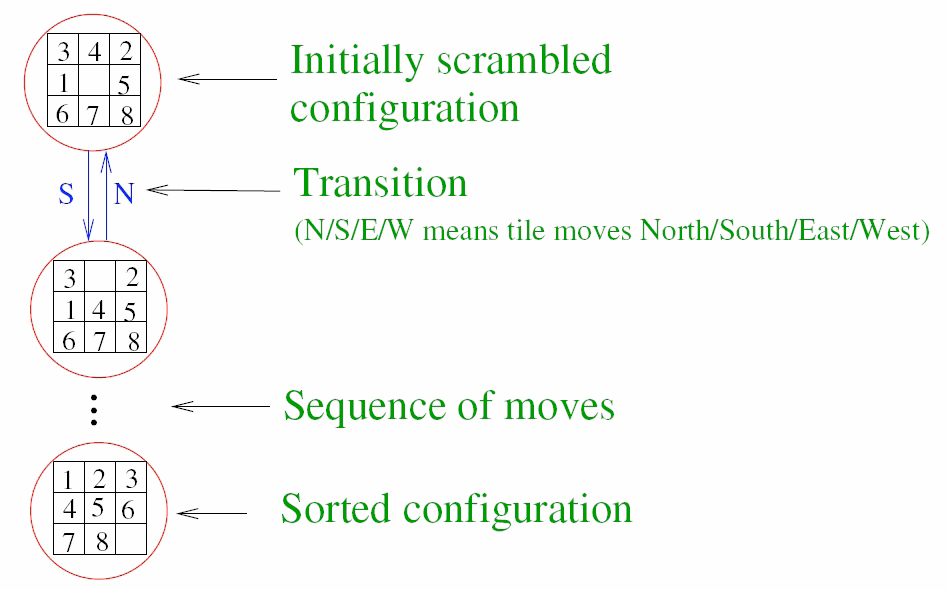 3 4 2
1 5
6 7 8
Initially scrambled
configuration
S N
Transition
(N/S/E/W means tile moves North/South/East/West)
3 2
1 4 5
6 7 8
Sequence of moves
1 2 3
4 5 6
7 8
Sorted configuration